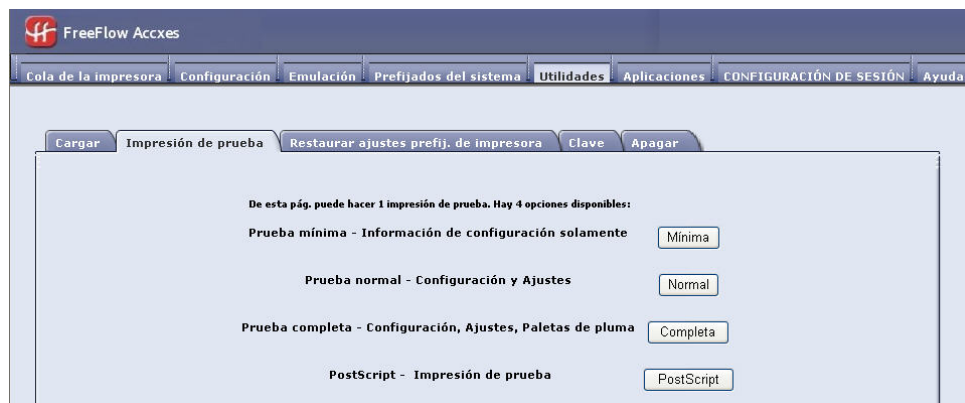 FreeFlow Accxes
Cola de la impresora Configuración Emulación Prefijados del sistema Utilidades Aplicaciones CONFIGURACIÓN DE SESIÓN Ayuda
Cargar Impresión de prueba Restaurar ajustes prefij. de impresora Clave Apagar
De esta pág. puede hacer 1 impresión de prueba. Hay 4 opciones disponibles:
Prueba mínima - Información de configuración solamente Mínima
Prueba normal - Configuración y Ajustes Normal
Prueba completa - Configuración, Ajustes, Paletas de pluma Completa
PostScript - Impresión de prueba PostScript